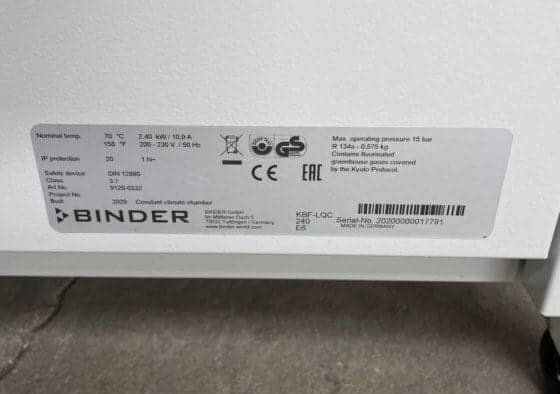 Nominal temp. 70 °C 2,40 kW / 10,9 A
158 °F 200 - 230 V / 50 Hz
IP protection 20 1 N~
Safety device DIN 12880
Class 3.1
Art.No. 9120-0332
Project No.
Built 2020 Constant climate chamber
Max. operating pressure 15 bar
R 134a - 0,575 kg
Contains fluorinated
greenhouse gases covered
by the Kyoto Protocol.
GS
CE EAC
BINDER
BINDER GmbH
Im Mittleren Ösch 5
78532 Tuttlingen / Germany
www.binder-world.com
KBF-LQC
240
E6
Serial-No. 20200000017791
MADE IN GERMANY